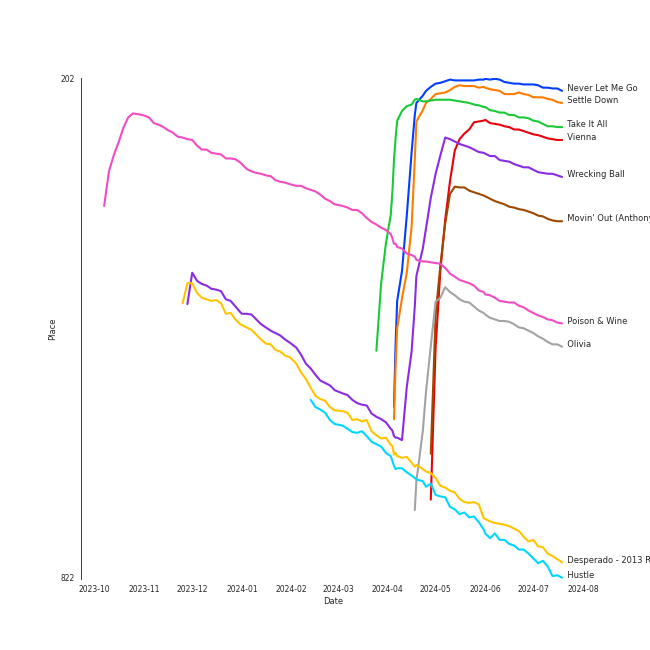 202
Never Let Me Go
Settle Down
Take It All
Vienna
Wrecking Ball
Movin' Out (Anthony
Place
Poison & Wine
Olivia
Desperado - 2013 R
Hustle
822
2023-10 2023-11 2023-12 2024-01 2024-02 2024-03 2024-04 2024-05 2024-06 2024-07 2024-08
Date